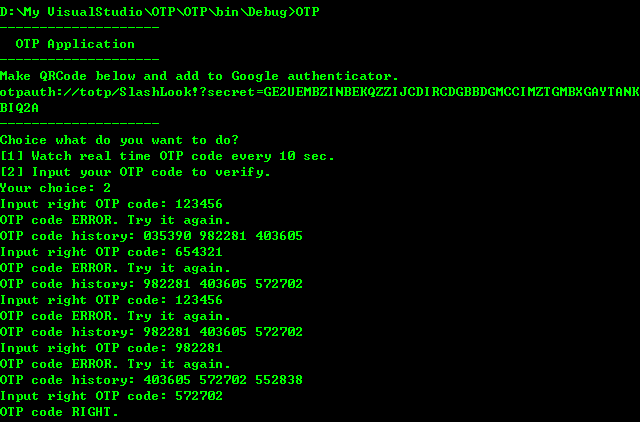 D:\My VisualStudio\OTP\OTP\bin\Debug>OTP
--------------------
  OTP Application
--------------------
Make QRCode below and add to Google authenticator.
otpauth://totp/SlashLook!?secret=GE2UEMBZINBEKQZZIJCDIRCDGBBDGMCCIMZTGMBXGAYTANK
BIQ2A
--------------------
Choice what do you want to do?
[1] Watch real time OTP code every 10 sec.
[2] Input your OTP code to verify.
Your choice: 2
Input right OTP code: 123456
OTP code ERROR. Try it again.
OTP code history: 035390 982281 403605
Input right OTP code: 654321
OTP code ERROR. Try it again.
OTP code history: 982281 403605 572702
Input right OTP code: 123456
OTP code ERROR. Try it again.
OTP code history: 982281 403605 572702
Input right OTP code: 982281
OTP code ERROR. Try it again.
OTP code history: 403605 572702 552838
Input right OTP code: 572702
OTP code RIGHT.